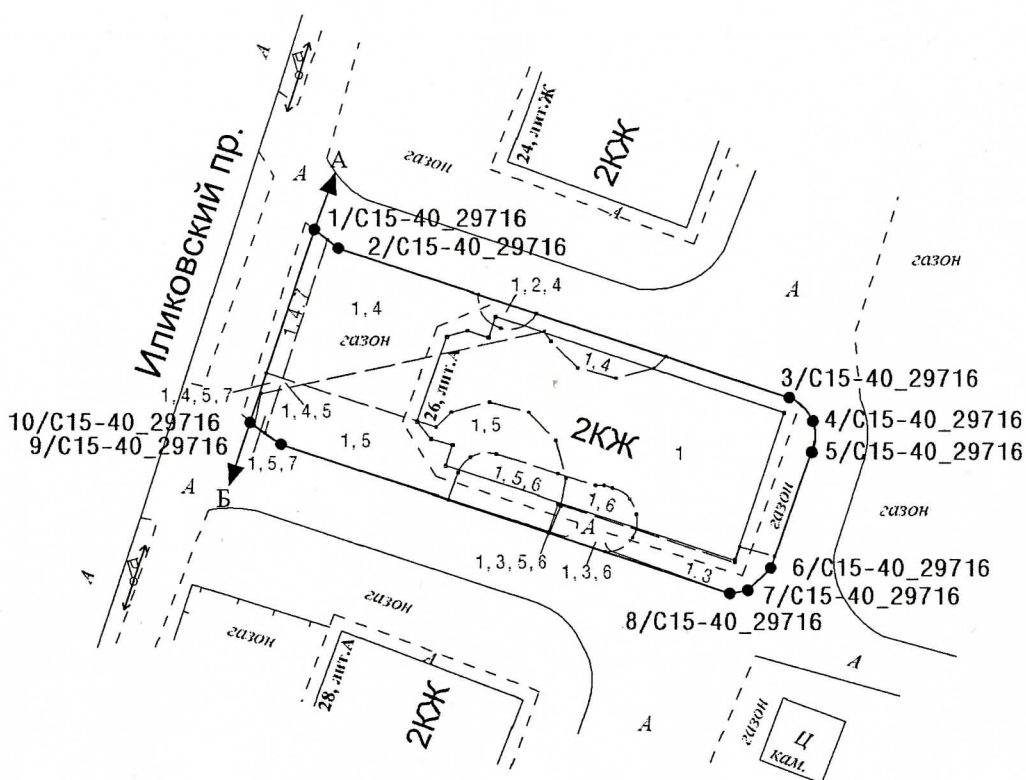 А
24, лит.Ж
2КЖ
Иликовский пр.
газон
А
А
А
1/С15-40_29716
2/С15-40_29716
газон
1,2,4
А
1,4,7
1,4
газон
1,4
3/С15-40_29716
26, лит.А
1,4,5,7
1,4,5
10/С15-40_29716
4/С15-40_29716
9/С15-40_29716
1,5
1,5
2КЖ
1
5/С15-40_29716
1,5,7
1,5,6
1,6
газон
газон
А
Б
А
1,3,5,6
1,3,6
1,3
6/С15-40_29716
А
7/С15-40_29716
8/С15-40_29716
газон
газон
28, лит.А
2КЖ
А
А
газон
Ц
кам.